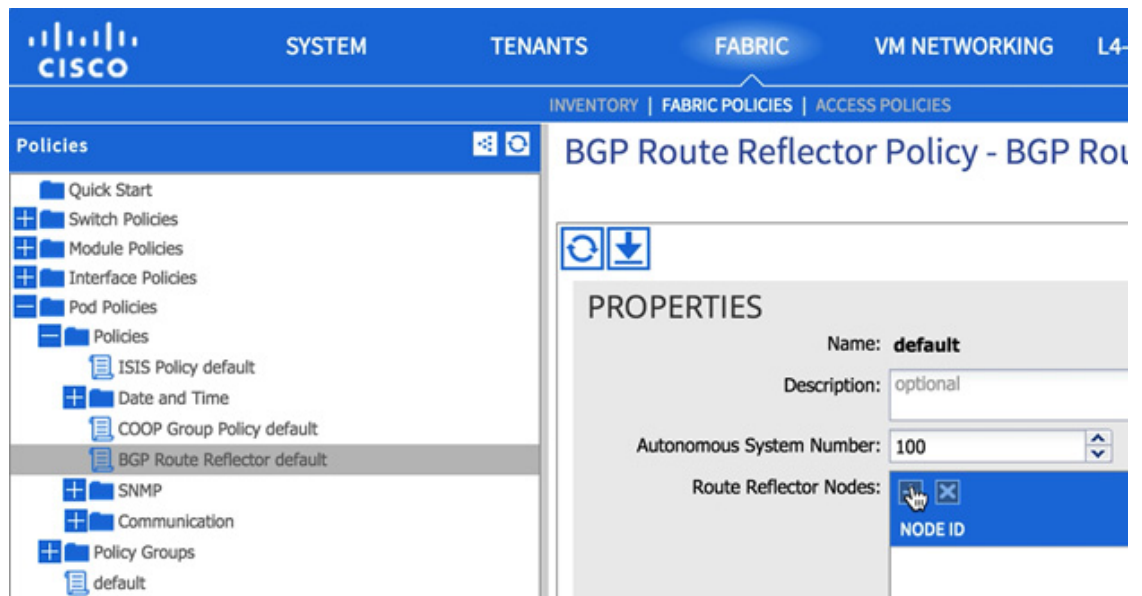 CISCO
SYSTEM TENANTS FABRIC VM NETWORKING L4-
INVENTORY | FABRIC POLICIES | ACCESS POLICIES
Policies
Quick Start
Switch Policies
Module Policies
Interface Policies
Pod Policies
Policies
ISIS Policy default
Date and Time
COOP Group Policy default
BGP Route Reflector default
SNMP
Communication
Policy Groups
default
BGP Route Reflector Policy - BGP Rou
PROPERTIES
Name: default
Description: optional
Autonomous System Number: 100
Route Reflector Nodes:
NODE ID